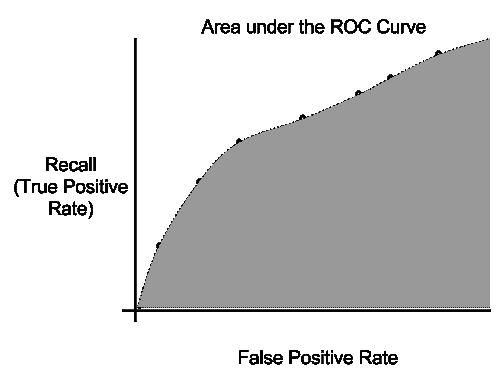 Area under the ROC Curve
Recall
(True Positive
Rate)
False Positive Rate